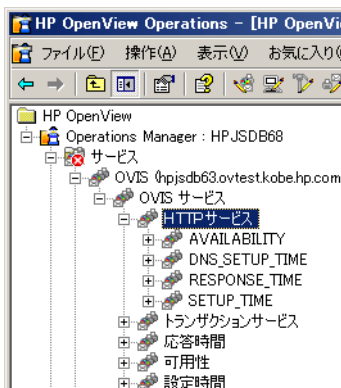 HP OpenView Operations - [HP OpenVi
ファイル(F) 操作(A) 表示(V) お気に入り(
HP OpenView
Operations Manager : HPJSDB68
サービス
OVIS (hpjsdb63.ovtest.kobe.hp.com
OVIS サービス
HTTPサービス
AVAILABILITY
DNS_SETUP_TIME
RESPONSE_TIME
SETUP_TIME
トランザクションサービス
応答時間
可用性
設定時間